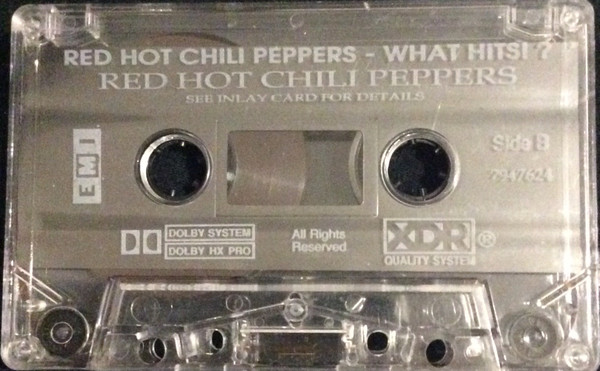 RED HOT CHILI PEPPERS - WHAT HITS! ?
RED HOT CHILI PEPPERS
SEE INLAY CARD FOR DETAILS
EMI
Side B
7947624
DOLBY SYSTEM
DOLBY HX PRO
All Rights
Reserved
XDR®
QUALITY SYSTEM